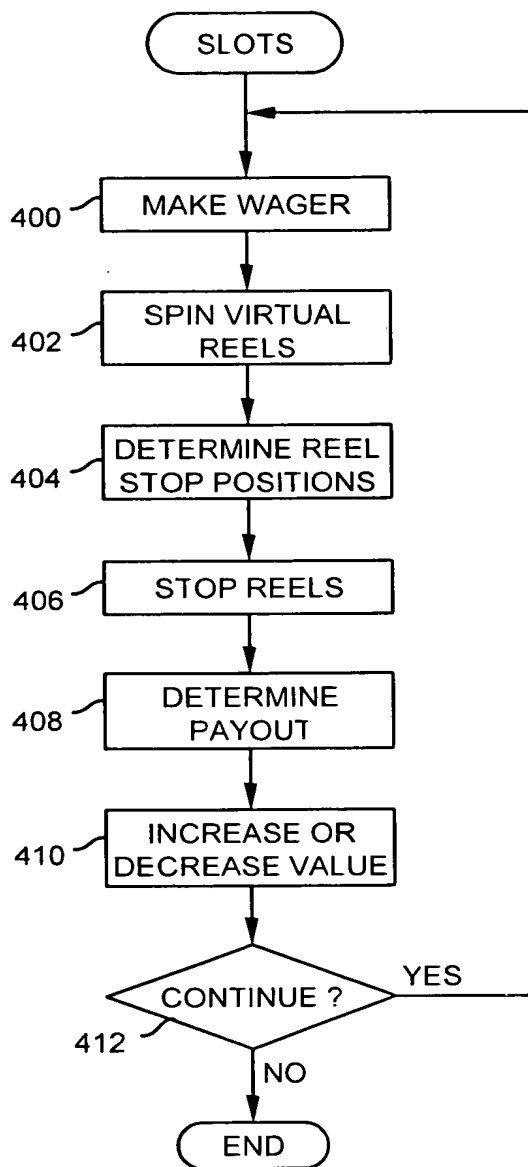 SLOTS
400
MAKE WAGER
402
SPIN VIRTUAL
REELS
404
DETERMINE REEL
STOP POSITIONS
406
STOP REELS
408
DETERMINE
PAYOUT
410
INCREASE OR
DECREASE VALUE
CONTINUE ?
YES
412
NO
END